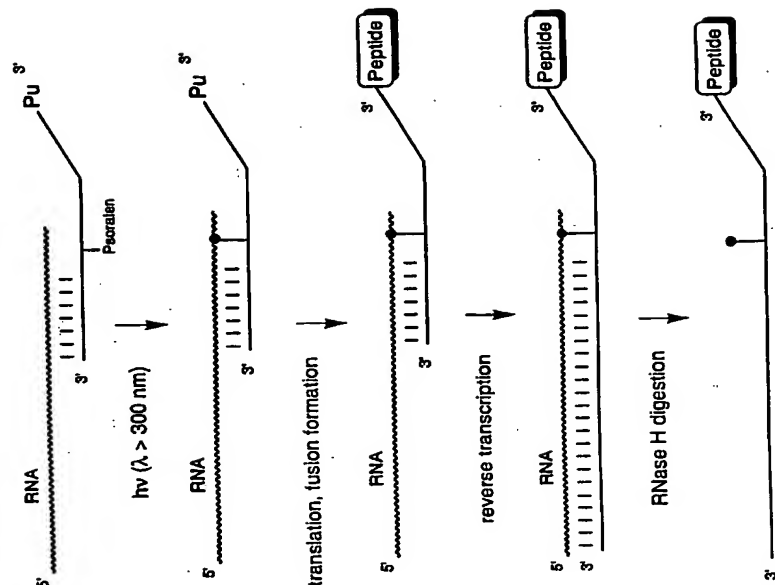 RNA
5'
3'
Psoralen
Pu
3'
hν (λ > 300 nm)
RNA
5'
3'
Pu
3'
translation, fusion formation
RNA
5'
3'
3'
Peptide
reverse transcription
RNA
5'
3'
3'
Peptide
RNase H digestion
3'
3'
Peptide